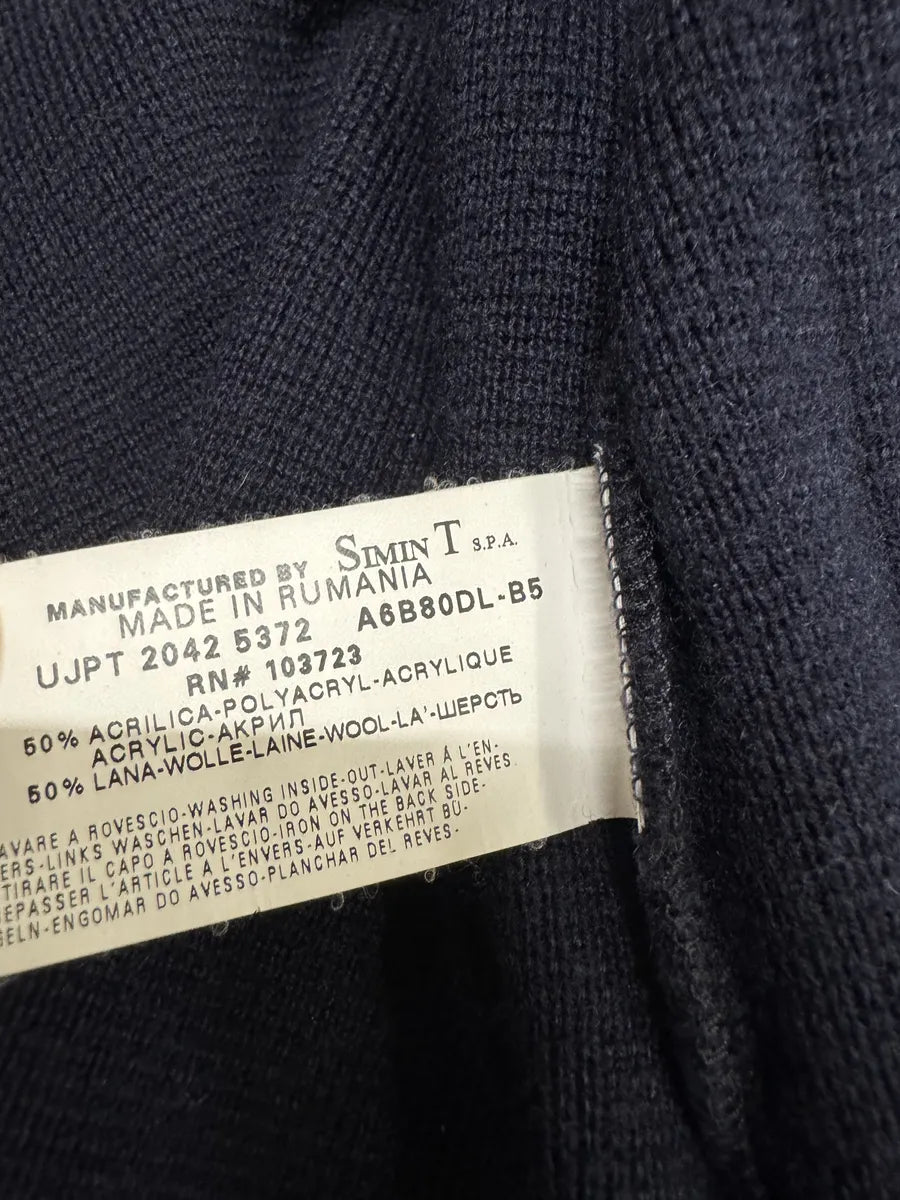 MANUFACTURED BY SIMINT S.P.A.
MADE IN RUMANIA
UJPT 2042 5372 A6B80DL-B5
RN# 103723
50% ACRILICA-POLYACRYL-ACRYLIQUE
ACRYLIC-АКРИЛ
50% LANA-WOLLE-LAINE-WOOL-LA'-ШЕРСТЬ
AVARE A ROVESCIO-WASHING INSIDE-OUT-LAVER À L'EN-
ERS-LINKS WASCHEN-LAVAR DO AVESSO-LAVAR AL REVES
TIRARE IL CAPO A ROVESCIO-IRON ON THE BACK SIDE-
EPASSER L'ARTICLE A L'ENVERS-AUF VERKEHRT BÜ-
GELN-ENGOMAR DO AVESSO-PLANCHAR DEL REVES-